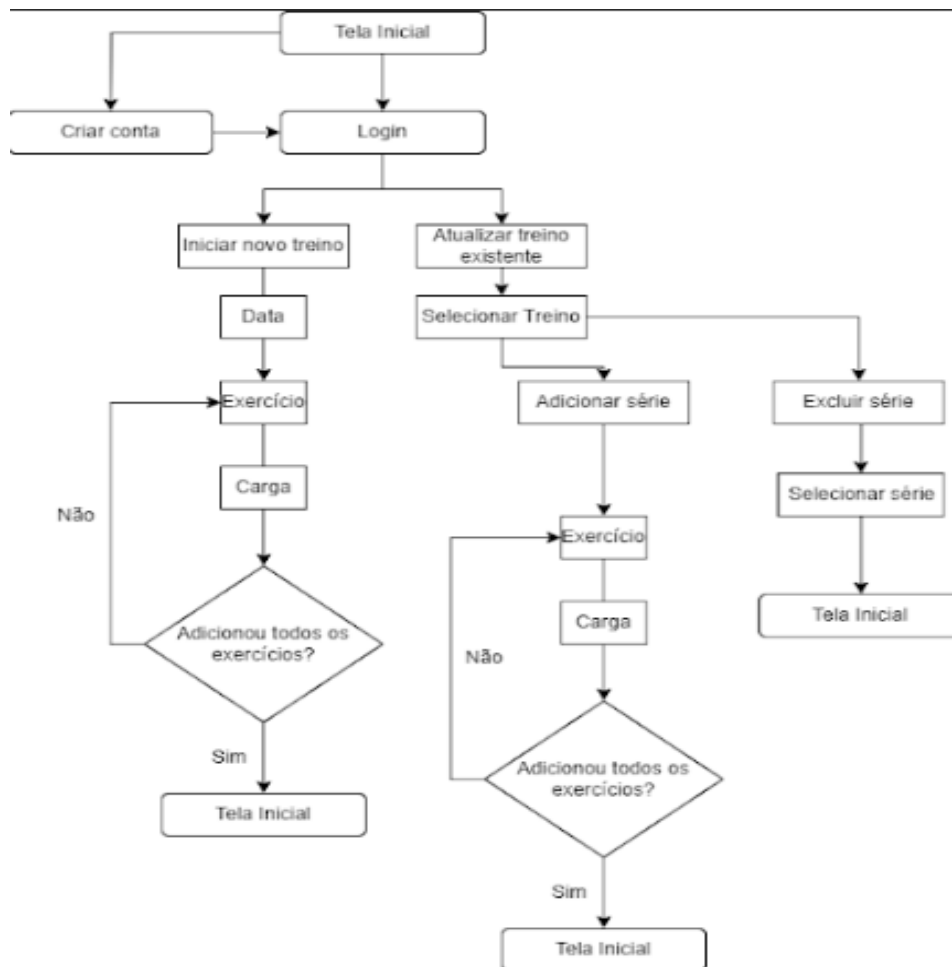 Tela Inicial
Criar conta
Login
Iniciar novo treino
Atualizar treino
existente
Data
Selecionar Treino
Exercício
Adicionar série
Excluir série
Carga
Selecionar série
Não
Exercício
Adicionou todos os
exercícios?
Carga
Tela Inicial
Não
Sim
Adicionou todos os
exercícios?
Tela Inicial
Sim
Tela Inicial